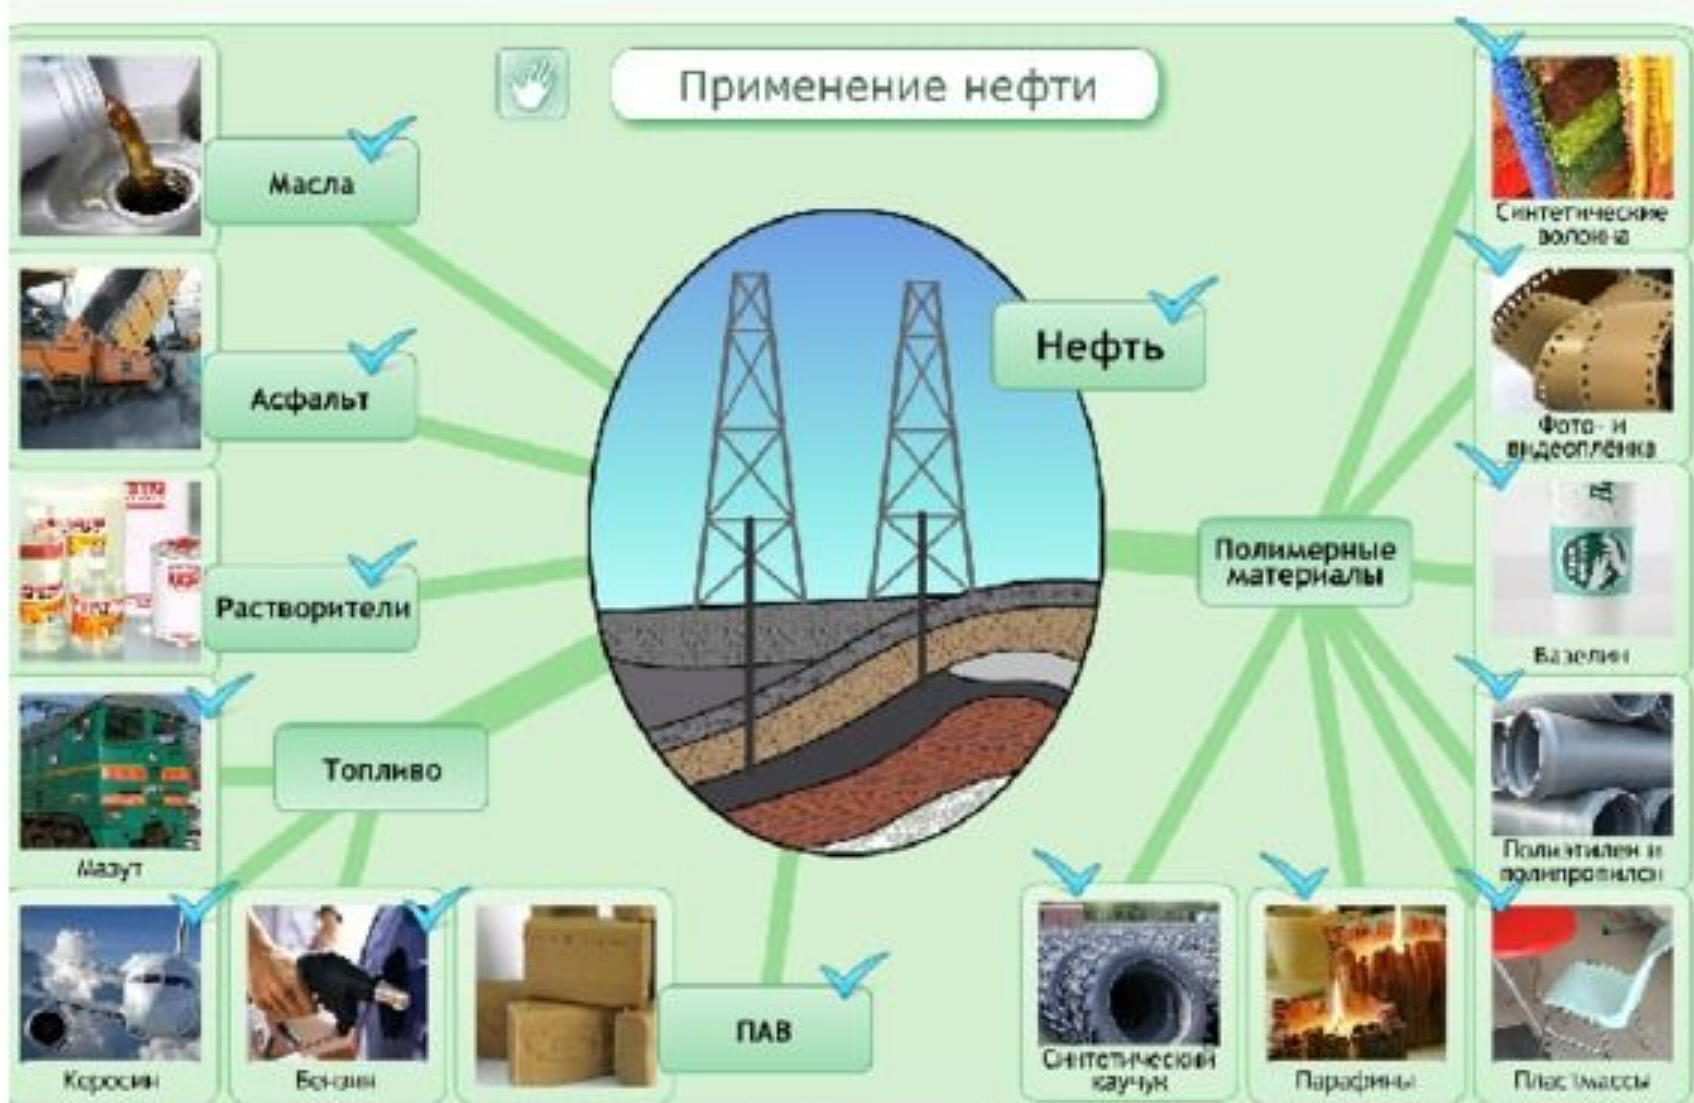 Применение нефти
Масла
Асфальт
Растворители
Топливо
Мазут
Керосин
Бензин
ПАВ
Нефть
Полимерные
материалы
Синтетические
волокна
Фото- и
видеоплёнка
Вазелин
Полиэтилен и
полипропилен
Синтетический
каучук
Парафины
Пластмассы